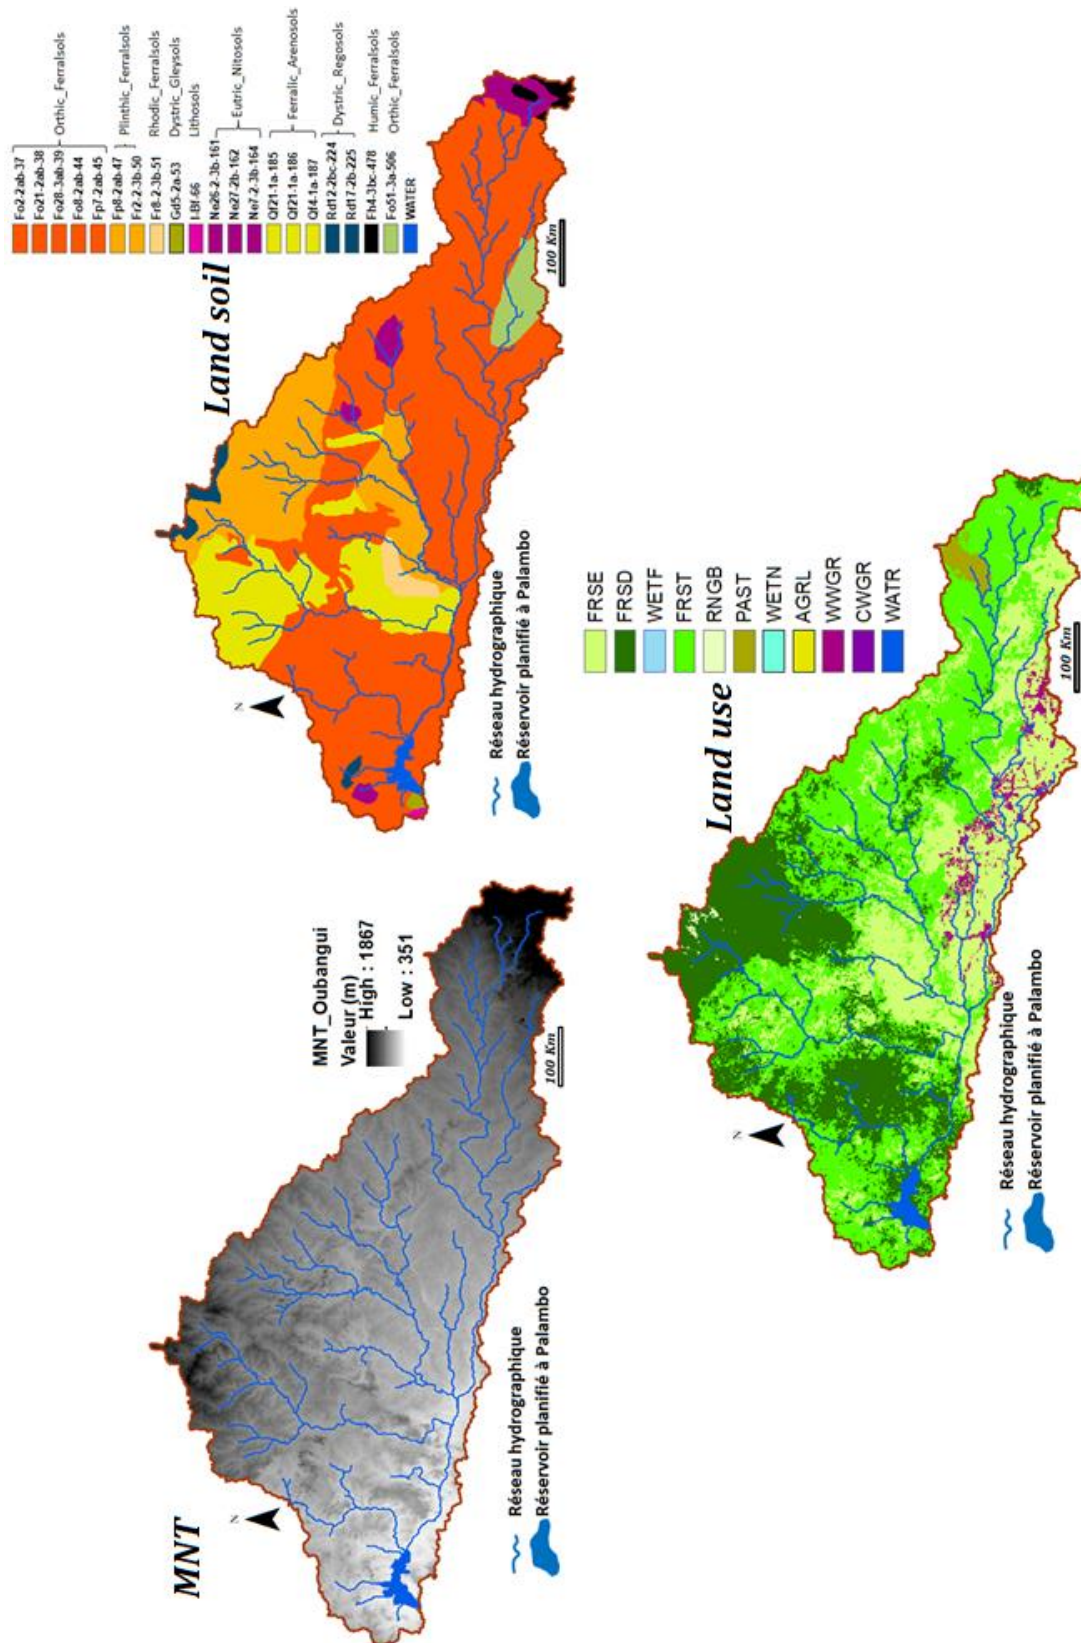 MNT
N
MNT_Oubangui
Valeur (m)
High : 1867
Low : 351
100 Km
Réseau hydrographique
Réservoir planifié à Palambo
Land soil
N
Fo2-2ab-37
Fo21-2ab-38
Fo28-3ab-39
Fo8-2ab-44
Fp7-2ab-45
Orthic_Ferralsols
Fp8-2ab-47
Fr2-2-3b-50
Plinthic_Ferralsols
Fr8-2-3b-51 Rhodic_Ferralsols
Gd5-2a-53 Dystric_Gleysols
I-Bf-66 Lithosols
Ne26-2-3b-161
Ne27-2b-162
Ne7-2-3b-164
Eutric_Nitosols
Qf21-1a-185
Qf21-1a-186
Qf4-1a-187
Ferralic_Arenosols
Rd12-2bc-224
Rd17-2b-225
Dystric_Regosols
Fh4-3bc-478 Humic_Ferralsols
Fo51-3a-506 Orthic_Ferralsols
WATER
100 Km
Réseau hydrographique
Réservoir planifié à Palambo
Land use
N
FRSE
FRSD
WETF
FRST
RNGB
PAST
WETN
AGRL
WWGR
CWGR
WATR
100 Km
Réseau hydrographique
Réservoir planifié à Palambo